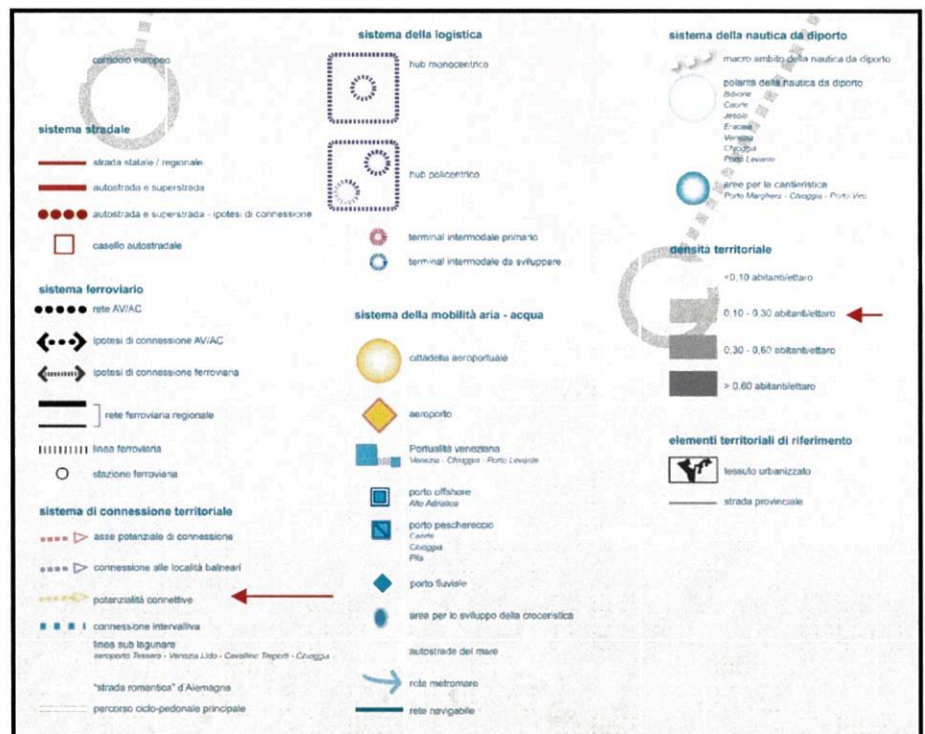 corridoio europeo
sistema stradale
strada statale / regionale
autostrada e superstrada
autostrada e superstrada - ipotesi di connessione
casello autostradale
sistema ferroviario
rete AV/AC
ipotesi di connessione AV/AC
ipotesi di connessione ferroviaria
rete ferroviaria regionale
linea ferroviaria
stazione ferroviaria
sistema di connessione territoriale
asse potenziale di connessione
connessione alle località balneari
potenzialità connettive
connessione intervalliva
linea sub lagunare
aeroporto Tessera - Venezia Lido - Cavallino Treporti - Chioggia
"strada romantica" d'Alemagna
percorso ciclo-pedonale principale
sistema della logistica
hub monocentrico
hub policentrico
terminal intermodale primario
terminal intermodale da sviluppare
sistema della mobilità aria - acqua
cittadella aeroportuale
aeroporto
Portualità veneziana
Venezia - Chioggia - Porto Levante
porto offshore
Alto Adriatico
porto peschereccio
Caorle
Chioggia
Pila
porto fluviale
aree per lo sviluppo della croceristica
autostrade del mare
rete metromare
rete navigabile
sistema della nautica da diporto
macro ambito della nautica da diporto
polarità della nautica da diporto
Bibione
Caorle
Jesolo
Eraclea
Venezia
Chioggia
Porto Levante
aree per la cantieristica
Porto Marghera - Chioggia - Porto Viro
densità territoriale
<0,10 abitanti/ettaro
0,10 - 0,30 abitanti/ettaro
0,30 - 0,60 abitanti/ettaro
> 0,60 abitanti/ettaro
elementi territoriali di riferimento
tessuto urbanizzato
strada provinciale